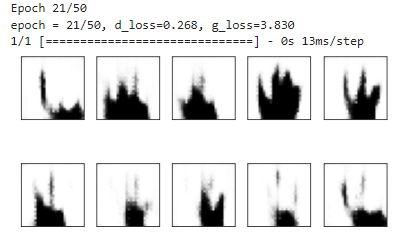 Epoch 21/50
epoch = 21/50, d_loss=0.268, g_loss=3.830
1/1 [==============================] - 0s 13ms/step